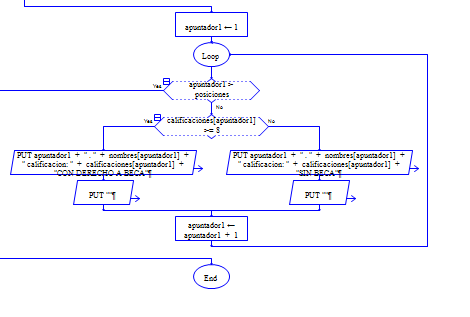 apuntador1 ← 1
Loop
apuntador1 >
posiciones
Yes
No
calificaciones[apuntador1]
>= 8
Yes
No
PUT apuntador1 + ". " + nombres[apuntador1] +
" calificacion: " + calificaciones[apuntador1] +
"CON DERECHO A BECA"¶
PUT apuntador1 + ". " + nombres[apuntador1] +
" calificacion: " + calificaciones[apuntador1] +
"SIN BECA"¶
PUT ""¶
PUT ""¶
apuntador1 ←
apuntador1 + 1
End